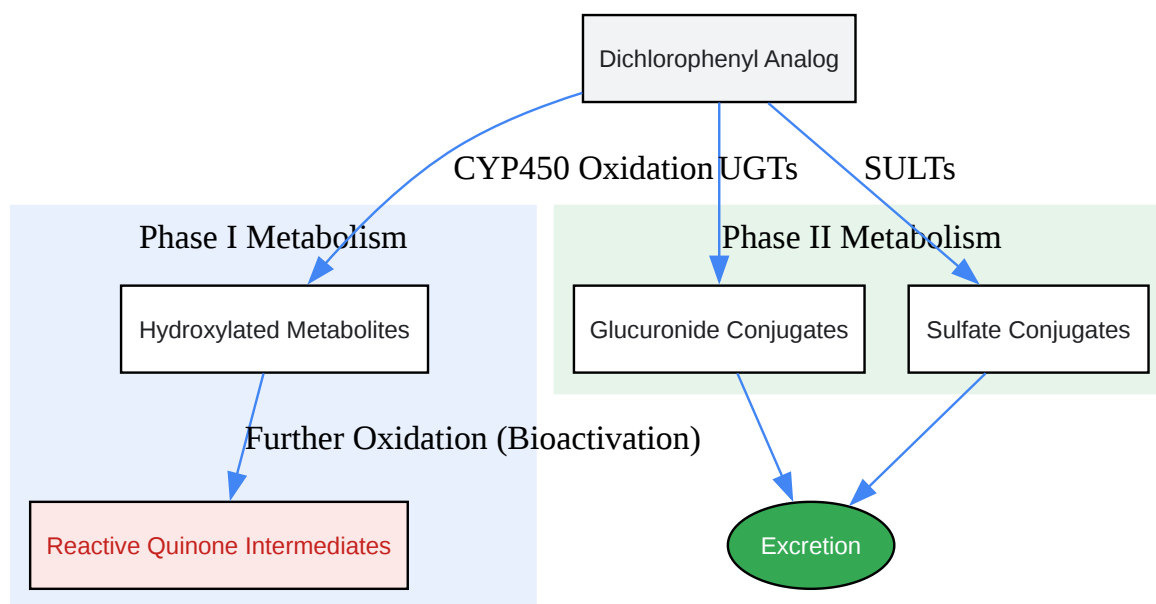 Dichlorophenyl Analog
CYP450 Oxidation
UGTs
SULTs
Phase I Metabolism
Phase II Metabolism
Hydroxylated Metabolites
Glucuronide Conjugates
Sulfate Conjugates
Further Oxidation (Bioactivation)
Reactive Quinone Intermediates
Excretion